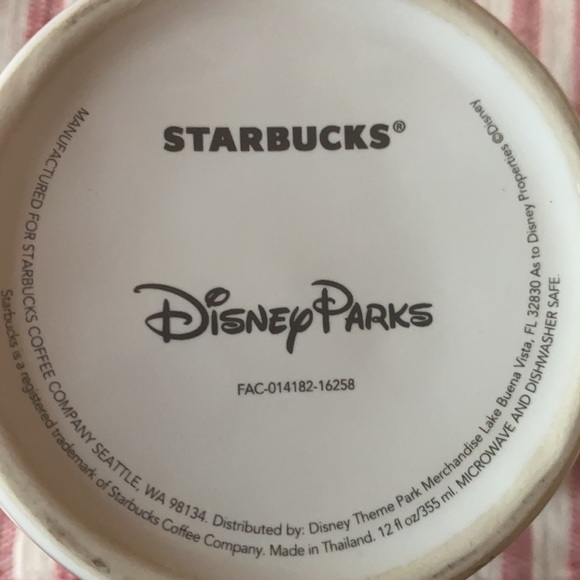 STARBUCKS®
DISNEY PARKS
FAC-014182-16258
MANUFACTURED FOR STARBUCKS COFFEE COMPANY SEATTLE, WA 98134. Distributed by: Disney Theme Park Merchandise Lake Buena Vista, FL 32830 As to Disney Properties ©Disney
Starbucks is a registered trademark of Starbucks Coffee Company. Made in Thailand. 12 fl oz/355 ml. MICROWAVE AND DISHWASHER SAFE.